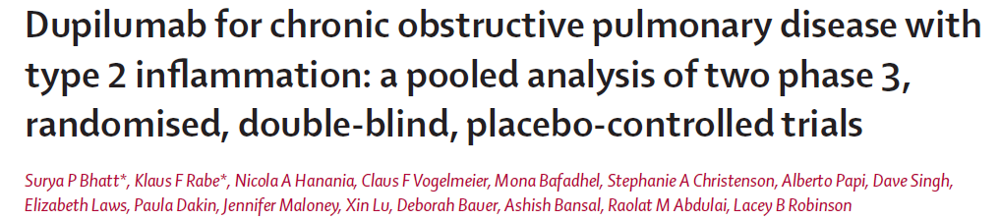 Dupilumab for chronic obstructive pulmonary disease with
type 2 inflammation: a pooled analysis of two phase 3,
randomised, double-blind, placebo-controlled trials
Surya P Bhatt*, Klaus F Rabe*, Nicola A Hanania, Claus F Vogelmeier, Mona Bafadhel, Stephanie A Christenson, Alberto Papi, Dave Singh,
Elizabeth Laws, Paula Dakin, Jennifer Maloney, Xin Lu, Deborah Bauer, Ashish Bansal, Raolat M Abdulai, Lacey B Robinson